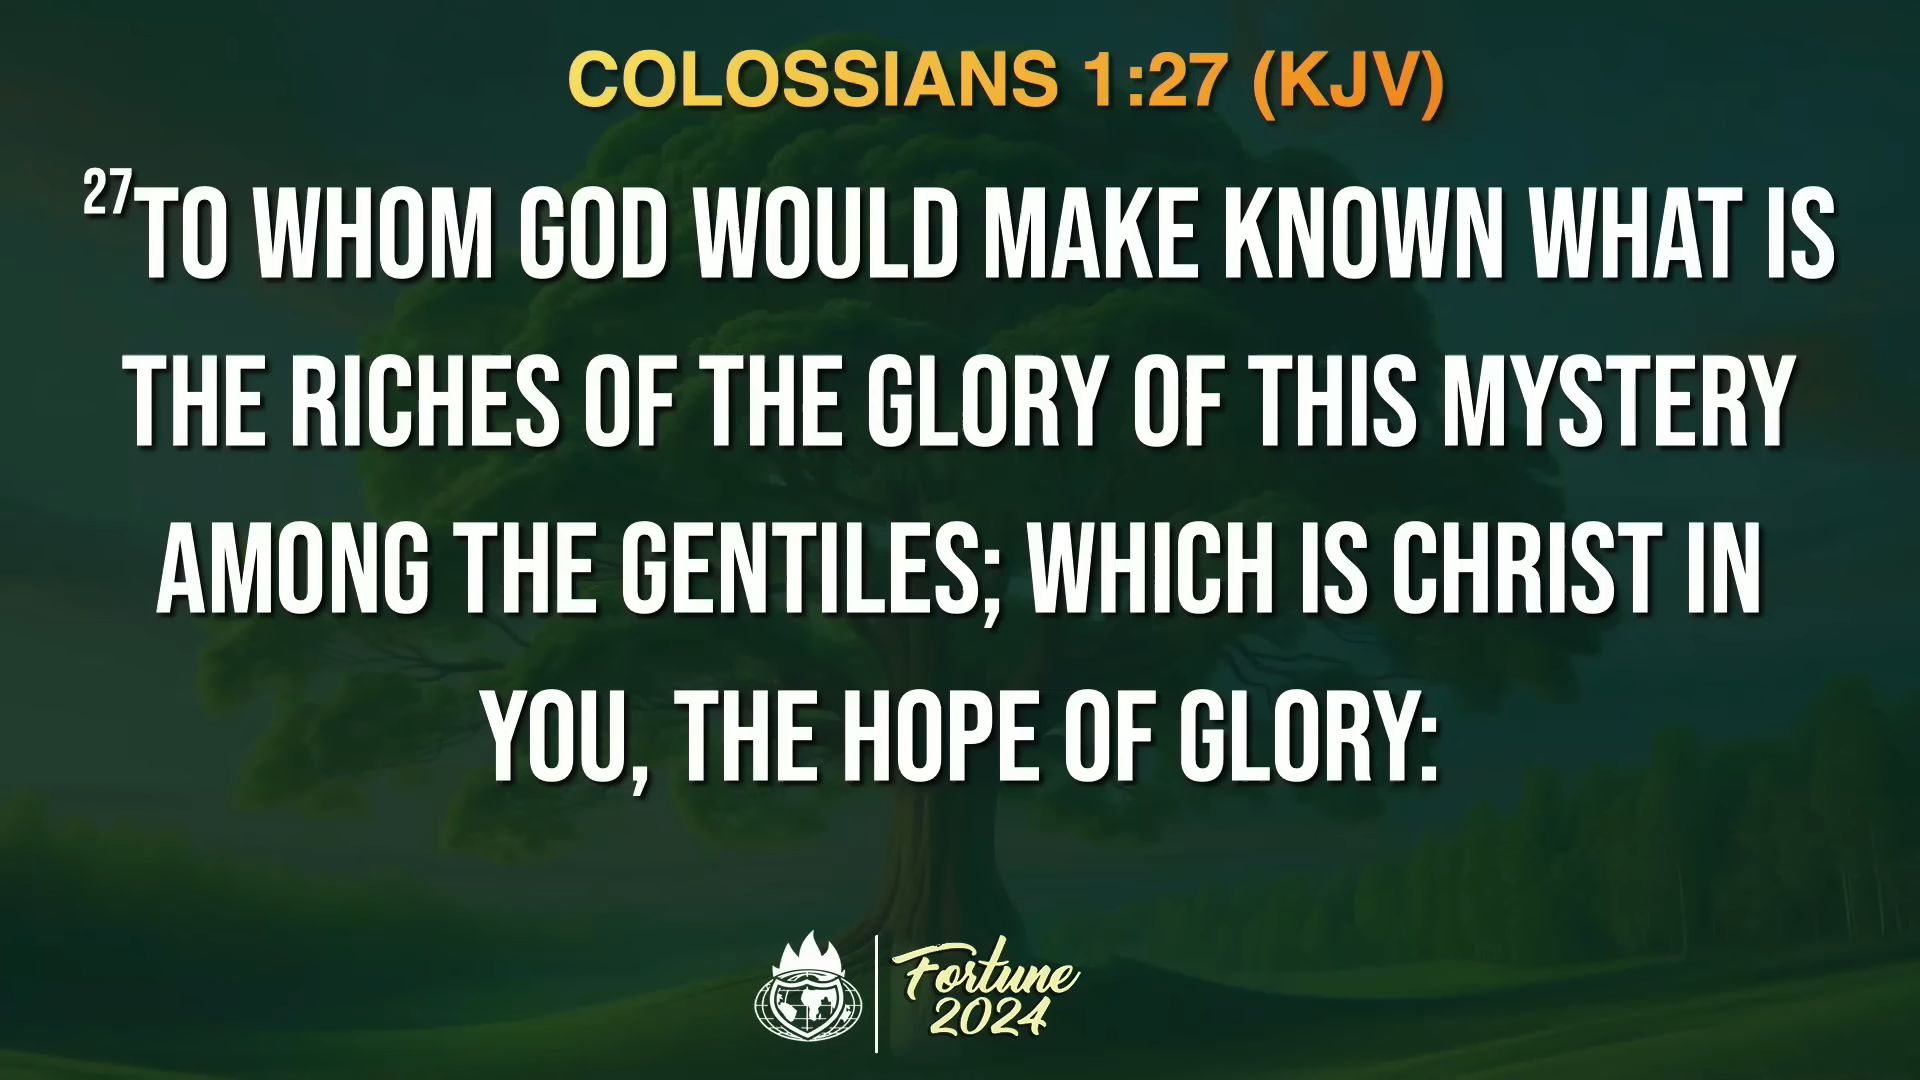 COLOSSIANS 1:27 (KJV)
27TO WHOM GOD WOULD MAKE KNOWN WHAT IS
THE RICHES OF THE GLORY OF THIS MYSTERY
AMONG THE GENTILES; WHICH IS CHRIST IN
YOU, THE HOPE OF GLORY:
Fortune
2024